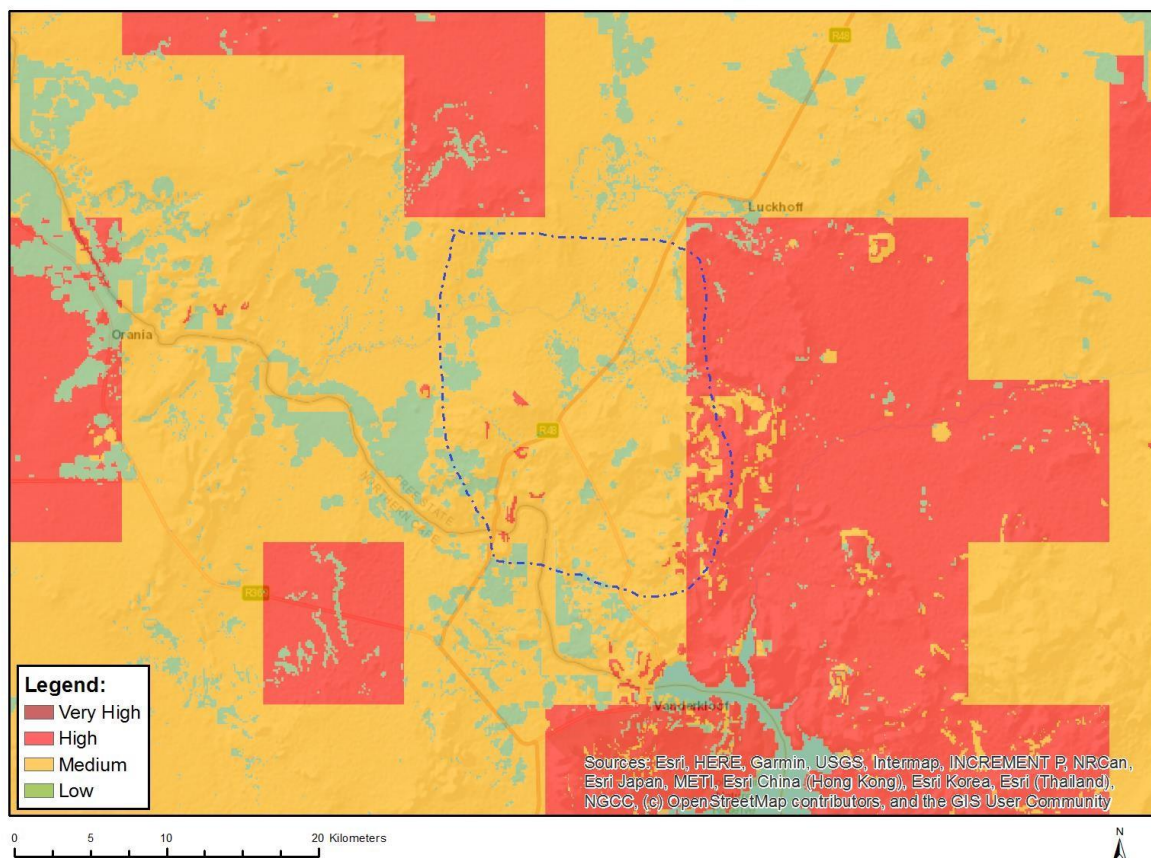 R48
Luckhoff
Orania
R48
FREE STATE
NORTHERN CAPE
R369
Vanderkloof
Legend:
Very High
High
Medium
Low
Sources: Esri, HERE, Garmin, USGS, Intermap, INCREMENT P, NRCan,
Esri Japan, METI, Esri China (Hong Kong), Esri Korea, Esri (Thailand),
NGCC, (c) OpenStreetMap contributors, and the GIS User Community
0 5 10 20 Kilometers
N